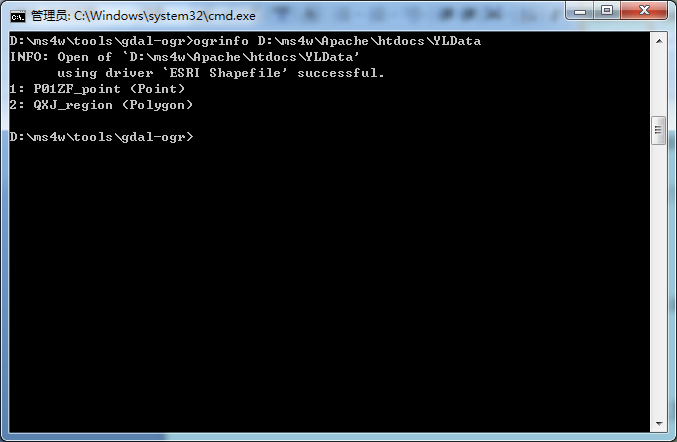 管理员: C:\Windows\system32\cmd.exe
D:\ms4w\tools\gdal-ogr>ogrinfo D:\ms4w\Apache\htdocs\YLData
INFO: Open of `D:\ms4w\Apache\htdocs\YLData'
      using driver `ESRI Shapefile' successful.
1: P01ZF_point (Point)
2: QXJ_region (Polygon)
D:\ms4w\tools\gdal-ogr>